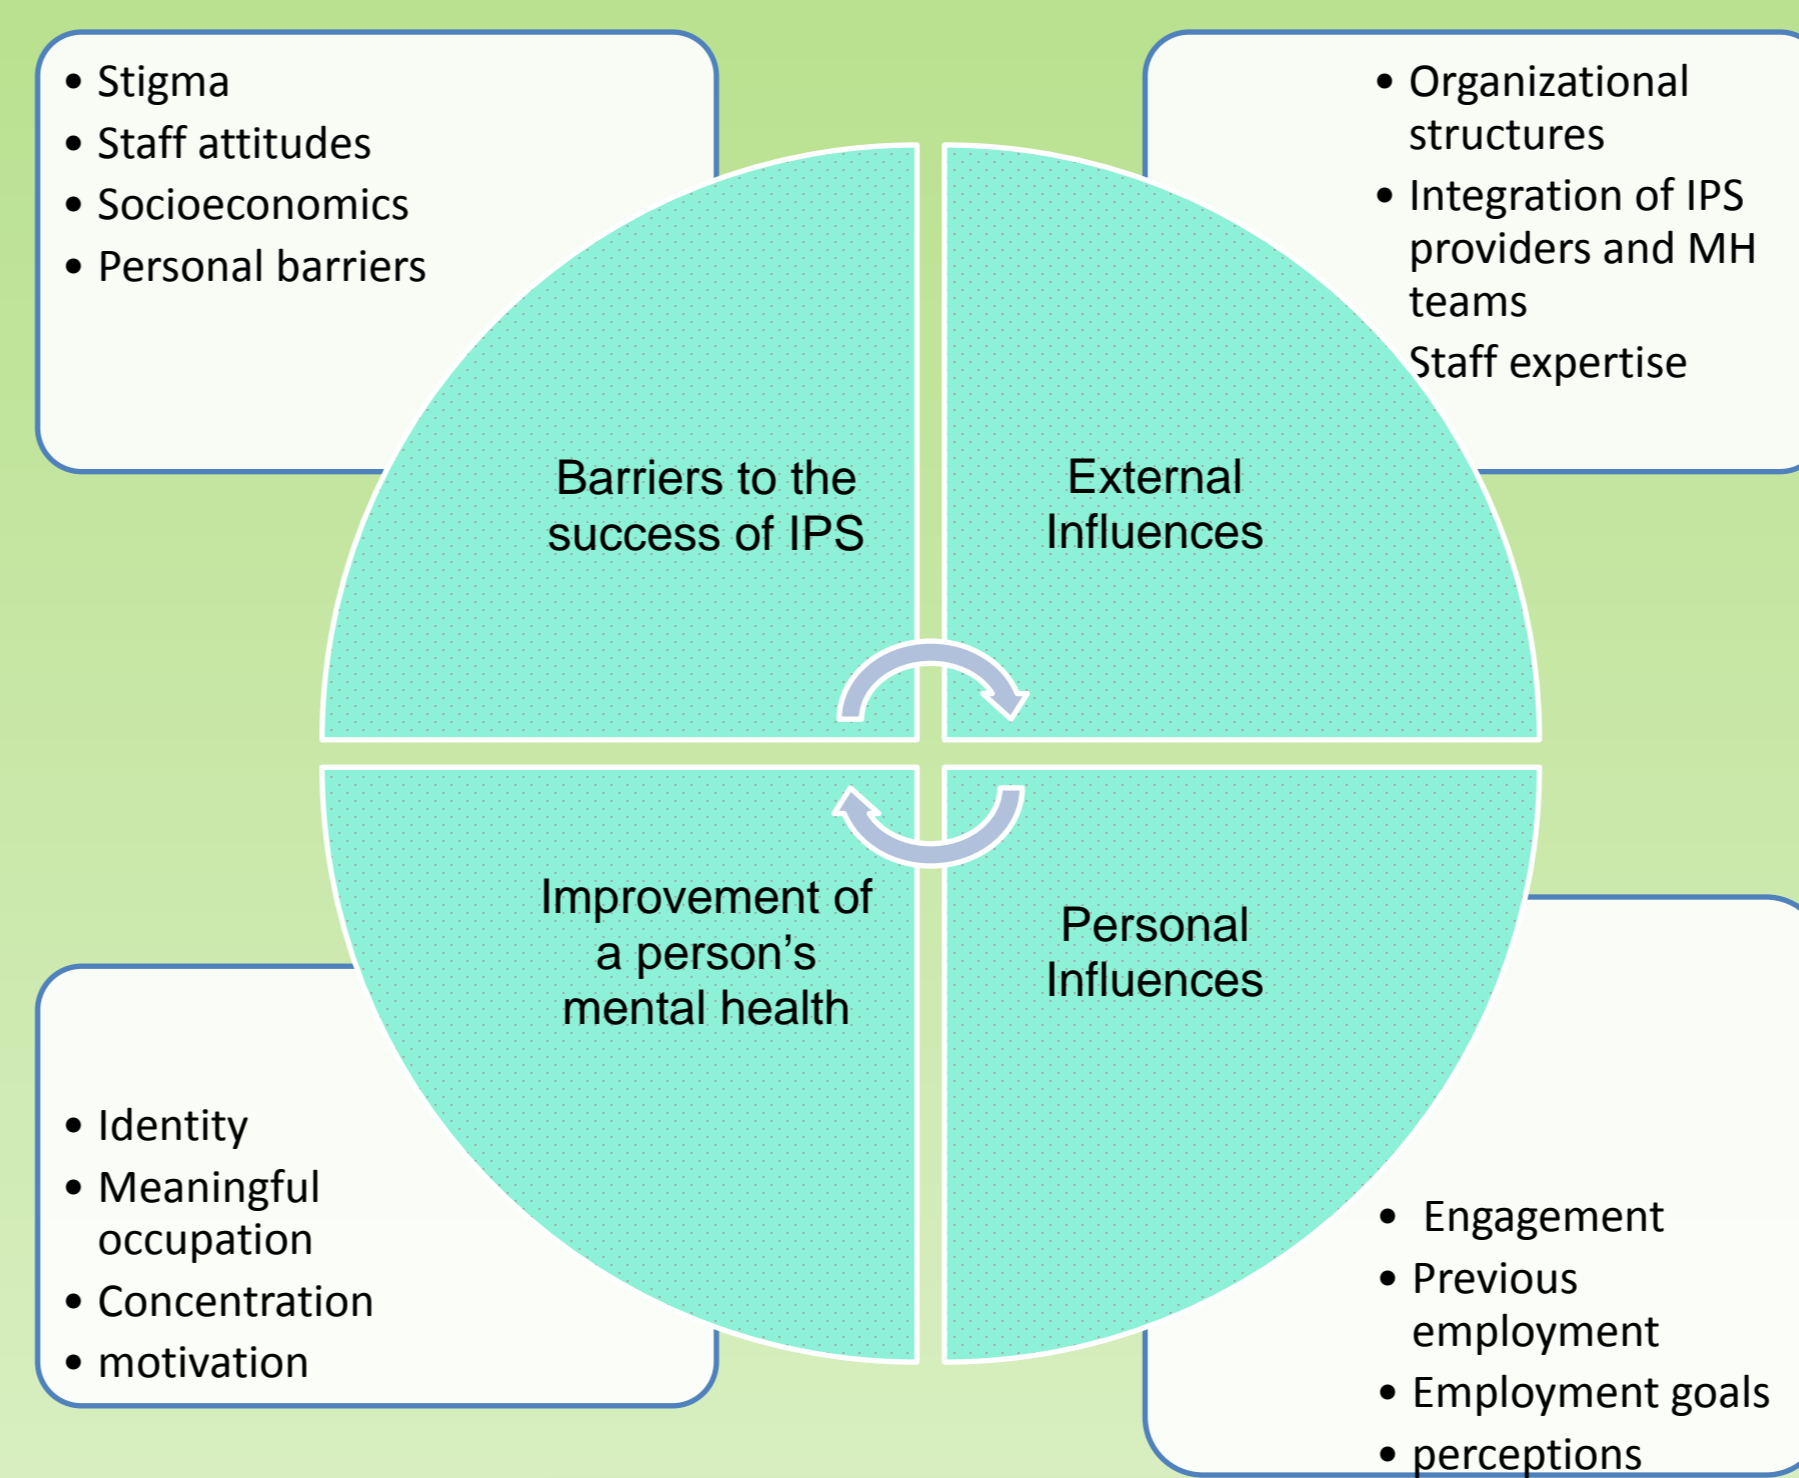 • Stigma
• Staff attitudes
• Socioeconomics
• Personal barriers
• Organizational
structures
• Integration of IPS
providers and MH
teams
Staff expertise
Barriers to the
success of IPS
External
Influences
Improvement of
a person’s
mental health
Personal
Influences
• Identity
• Meaningful
occupation
• Concentration
• motivation
• Engagement
• Previous
employment
• Employment goals
• perceptions